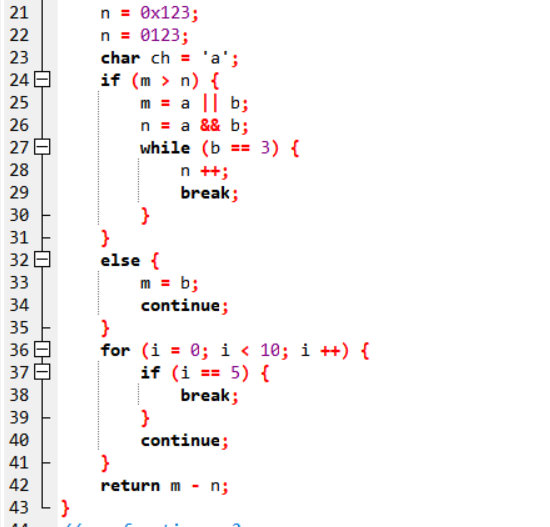 21 n = 0x123;
22 n = 0123;
23 char ch = 'a';
24 if (m > n) {
25 m = a || b;
26 n = a && b;
27 while (b == 3) {
28 n ++;
29 break;
30 }
31 }
32 else {
33 m = b;
34 continue;
35 }
36 for (i = 0; i < 10; i ++) {
37 if (i == 5) {
38 break;
39 }
40 continue;
41 }
42 return m - n;
43 }